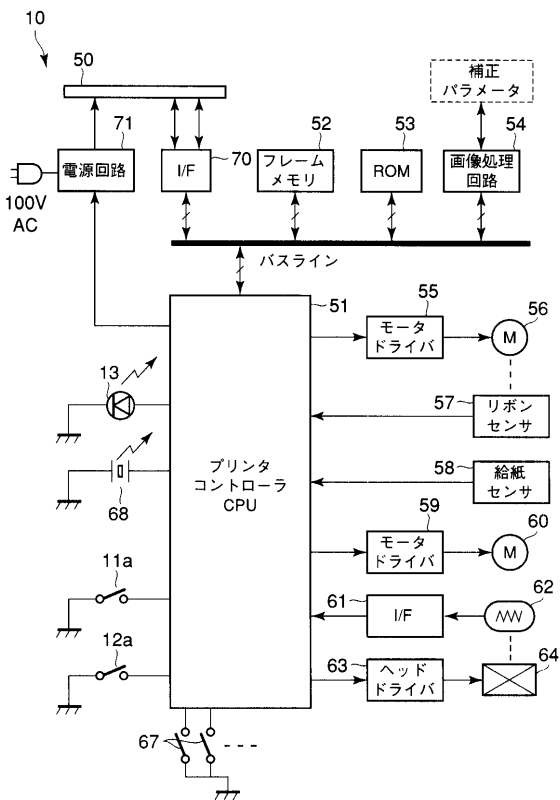 10
50
71
電源回路
100V
AC
I/F
70
52
フレーム
メモリ
53
ROM
補正
パラメータ
54
画像処理
回路
バスライン
51
プリンタ
コントローラ
CPU
13
68
11a
12a
67
55
モータ
ドライバ
56
M
57
リボン
センサ
58
給紙
センサ
59
モータ
ドライバ
60
M
61
I/F
62
63
ヘッド
ドライバ
64